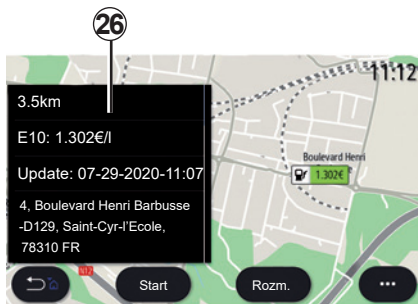 26
11:12
3.5km
E10: 1.302€/l
Update: 07-29-2020-11:07
4, Boulevard Henri Barbusse
-D129, Saint-Cyr-l'Ecole,
78310 FR
Boulevard Henri
1.302€
N12
Start
Rozm.